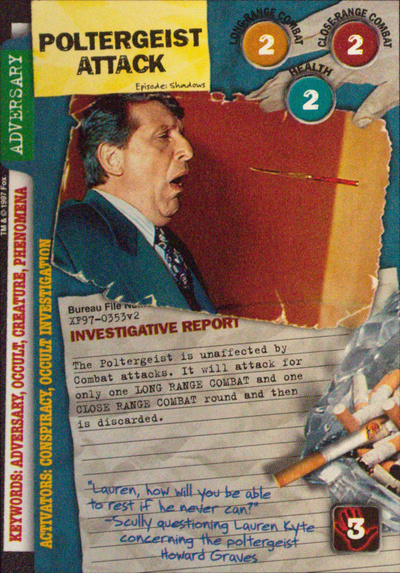 POLTERGEIST
ATTACK
Episode: Shadows
LONG-RANGE COMBAT
2
CLOSE-RANGE COMBAT
2
HEALTH
2
ADVERSARY
TM & © 1997 Fox.
KEYWORDS: ADVERSARY, OCCULT, CREATURE, PHENOMENA
ACTIVATORS: CONSPIRACY, OCCULT INVESTIGATION
Bureau File
XF97-0353v2
INVESTIGATIVE REPORT
The Poltergeist is unaffected by
Combat attacks. It will attack for
only one LONG RANGE COMBAT and one
CLOSE RANGE COMBAT round and then
is discarded.
"Lauren, how will you be able
to rest if he never can?"
-Scully questioning Lauren Kyte
concerning the poltergeist
Howard Graves
3